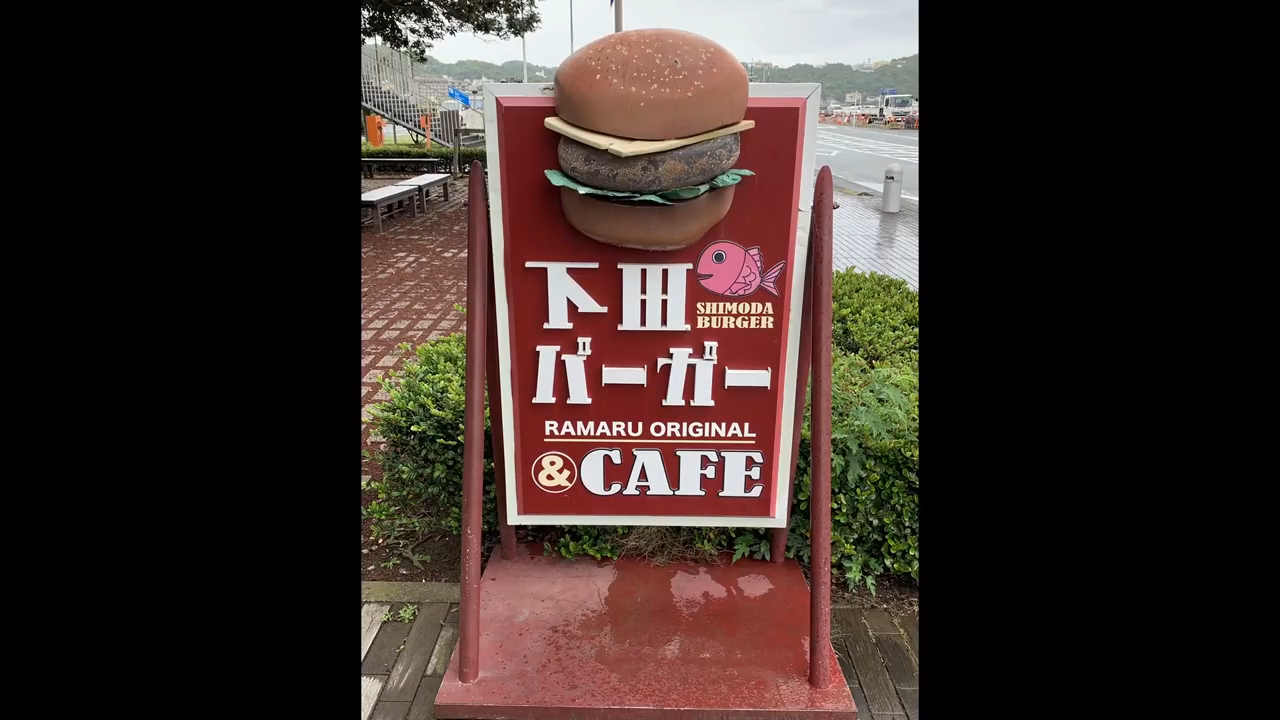 下田
SHIMODA
BURGER
バーガー
RAMARU ORIGINAL
&CAFE